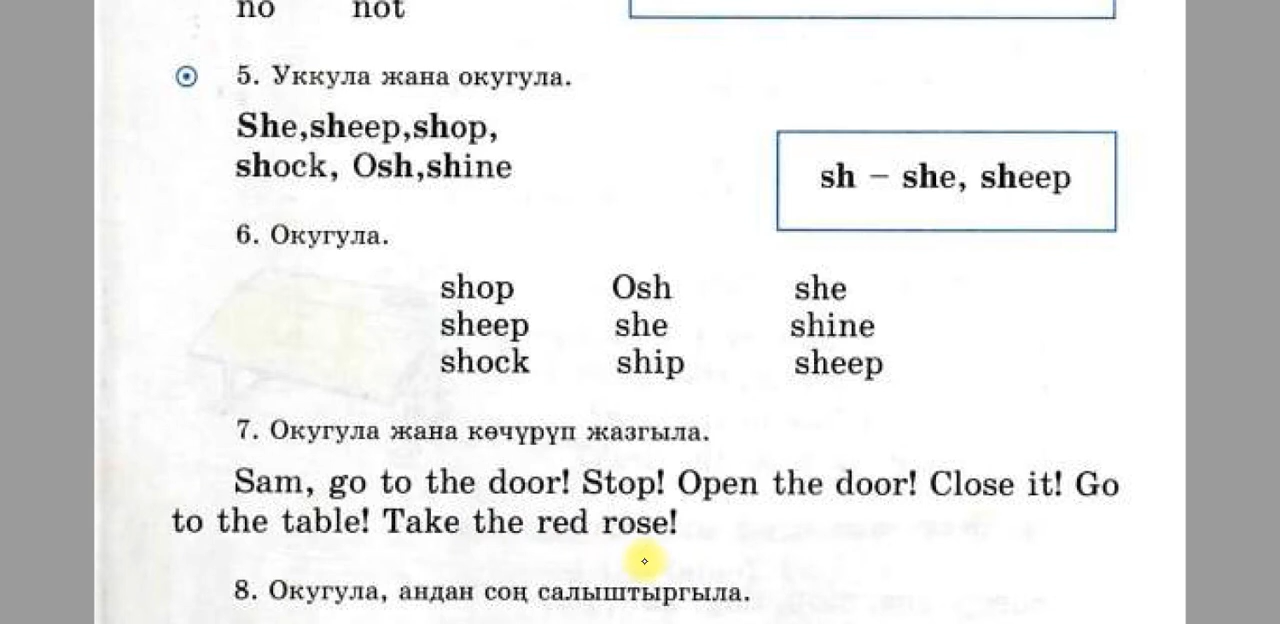 no not
5. Уккула жана окугула.
She,sheep,shop,
shock, Osh,shine
sh – she, sheep
6. Окугула.
shop Osh she
sheep she shine
shock ship sheep
7. Окугула жана көчүрүп жазгыла.
Sam, go to the door! Stop! Open the door! Close it! Go
to the table! Take the red rose!
8. Окугула, андан соң салыштыргыла.